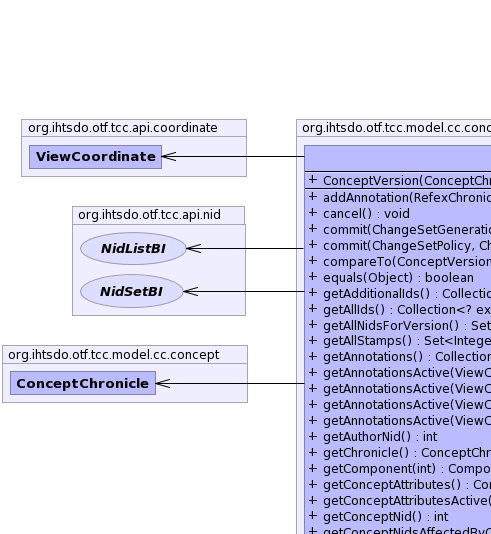 org.ihtsdo.otf.tcc.api.coordinate
ViewCoordinate
org.ihtsdo.otf.tcc.api.nid
NidListBI
NidSetBI
org.ihtsdo.otf.tcc.model.cc.concept
ConceptChronicle
org.ihtsdo.otf.tcc.model.cc.conc
+ ConceptVersion(ConceptChr
+ addAnnotation(RefexChronic
+ cancel() : void
+ commit(ChangeSetGenerati
+ commit(ChangeSetPolicy, Ch
+ compareTo(ConceptVersion
+ equals(Object) : boolean
+ getAdditionalIds() : Collectio
+ getAllIds() : Collection<? ex
+ getAllNidsForVersion() : Set
+ getAllStamps() : Set<Intege
+ getAnnotations() : Collection
+ getAnnotationsActive(ViewC
+ getAnnotationsActive(ViewC
+ getAnnotationsActive(ViewC
+ getAnnotationsActive(ViewC
+ getAuthorNid() : int
+ getChronicle() : ConceptChr
+ getComponent(int) : Compo
+ getConceptAttributes() : Co
+ getConceptAttributesActive(
+ getConceptNid() : int
+ getConceptNidsAffectedByC